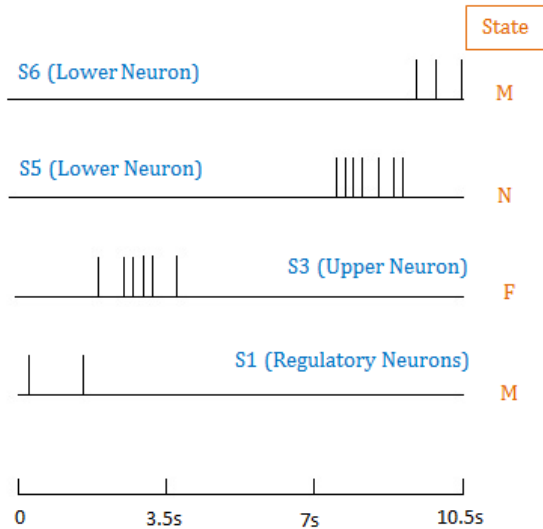 State
S6 (Lower Neuron)
M
S5 (Lower Neuron)
N
S3 (Upper Neuron)
F
S1 (Regulatory Neurons)
M
0 3.5s 7s 10.5s